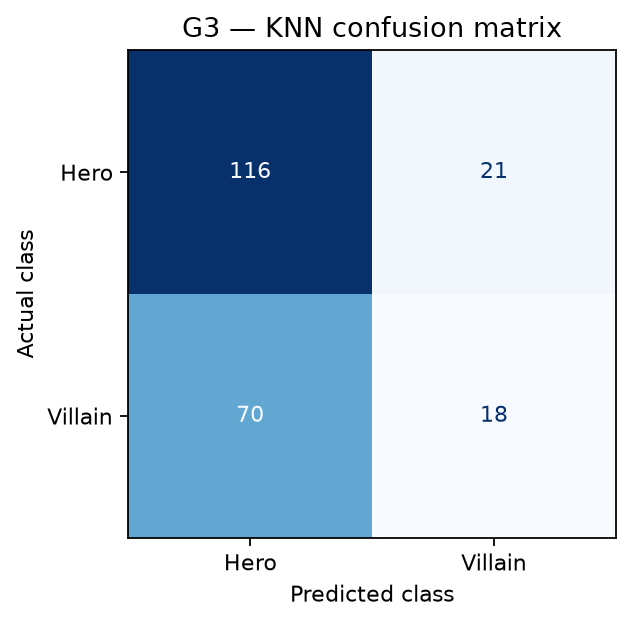 G3 — KNN confusion matrix
Actual class
Hero
116
21
Villain
70
18
Hero
Villain
Predicted class